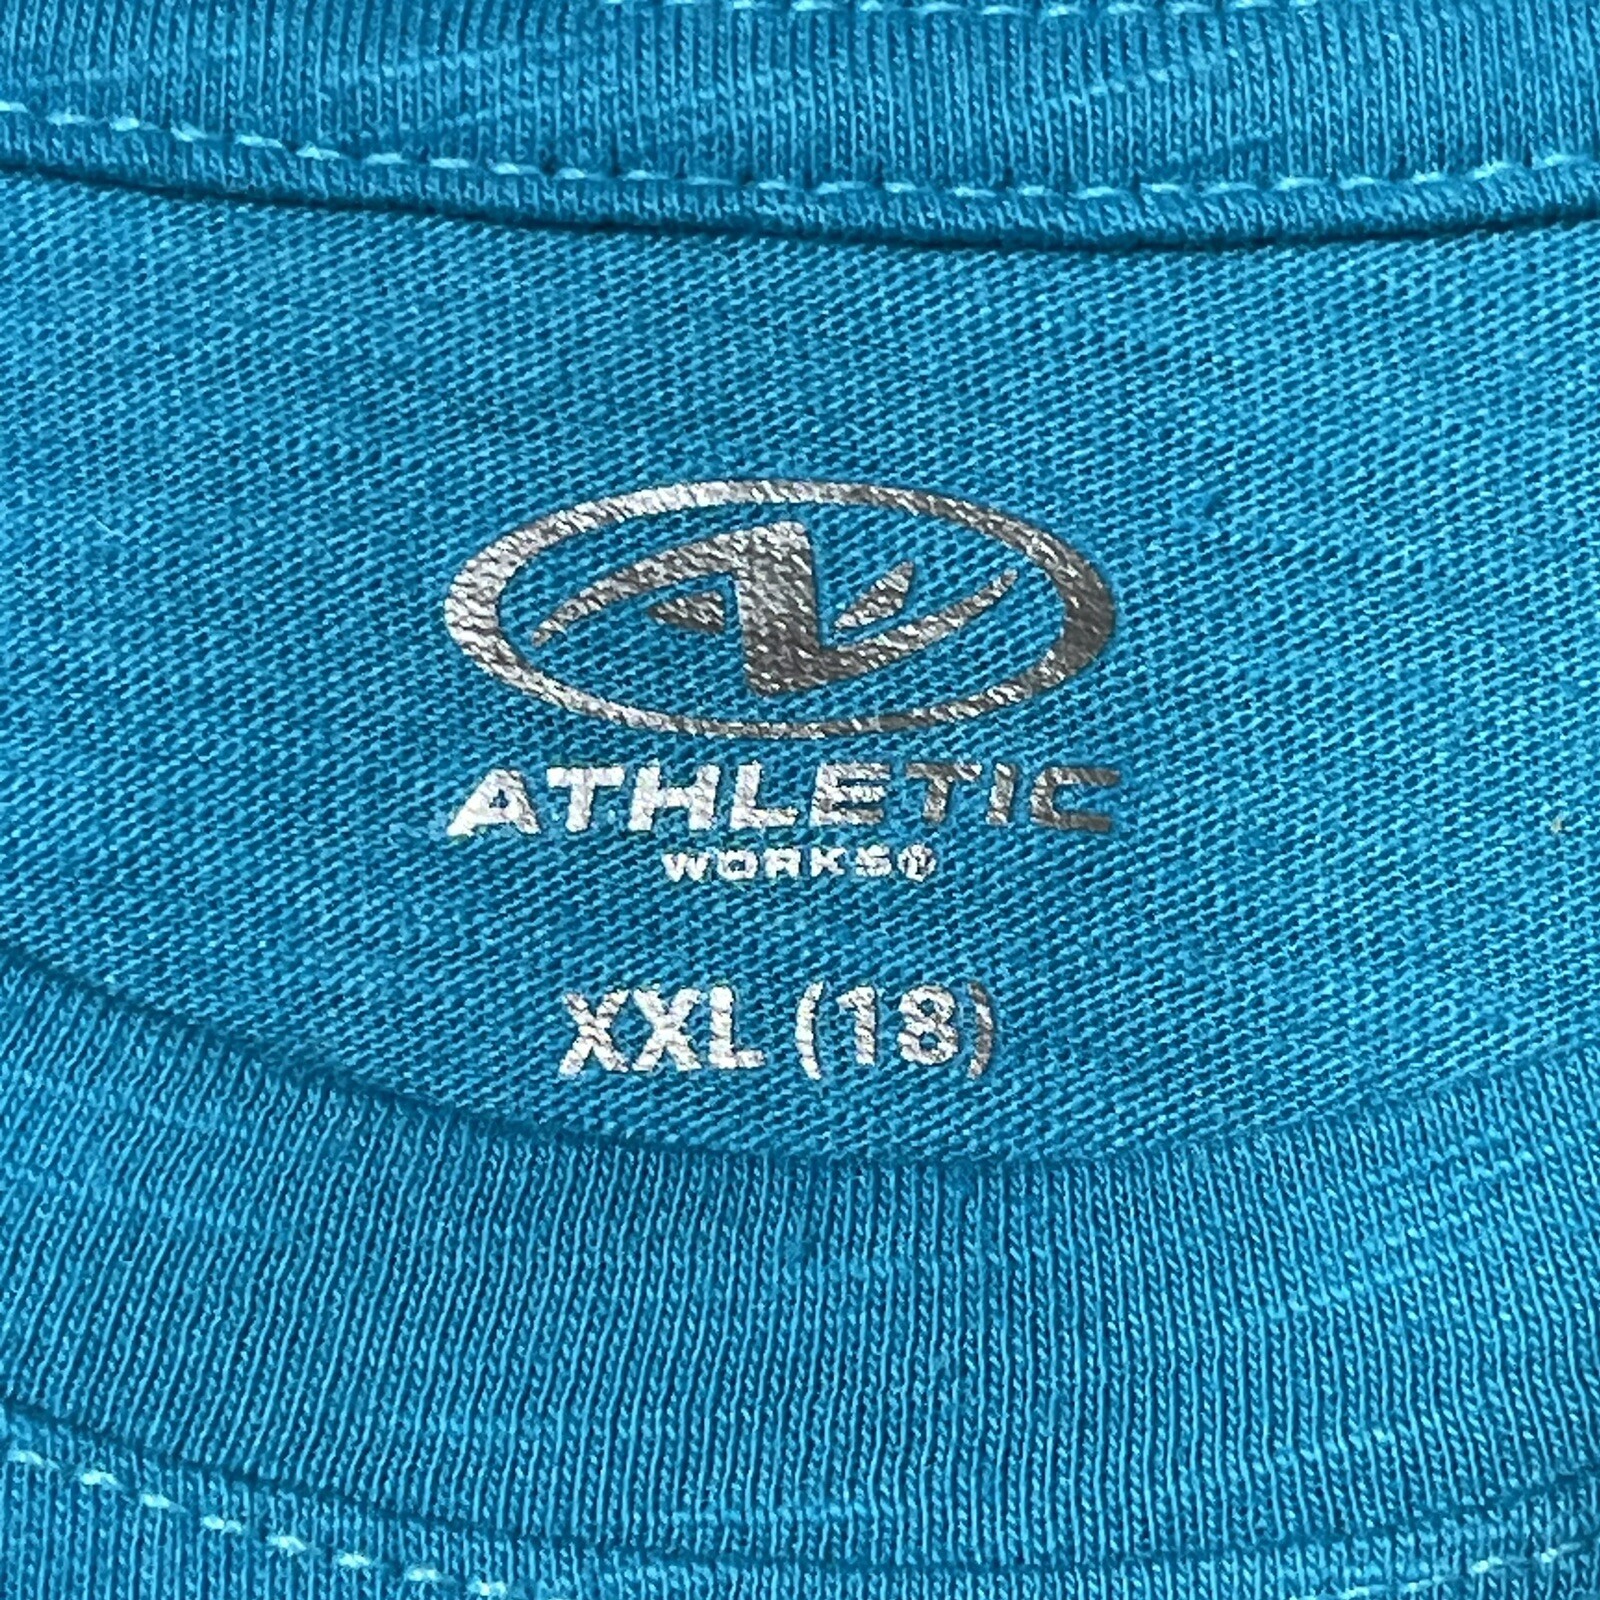 ATHLETIC
WORKS®
XXL (18)